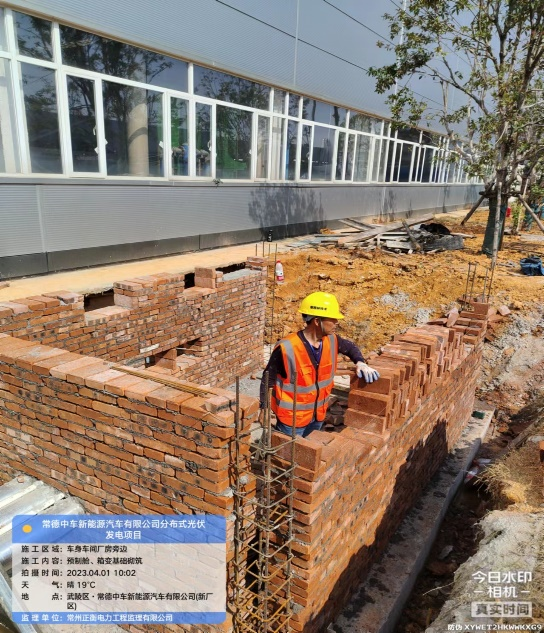 常德中车新能源汽车有限公司分布式光伏
发电项目
施工区域：车身车间厂房旁边
施工内容：预制舱、箱变基础砌筑
拍摄时间：2023.04.01 10:02
天气：晴 19℃
地点：武陵区·常德中车新能源汽车有限公司(新厂
区)
监理单位：常州正衡电力工程监理有限公司
今日水印
相机
真实时间
防伪 XYWET2HKWWKXG9